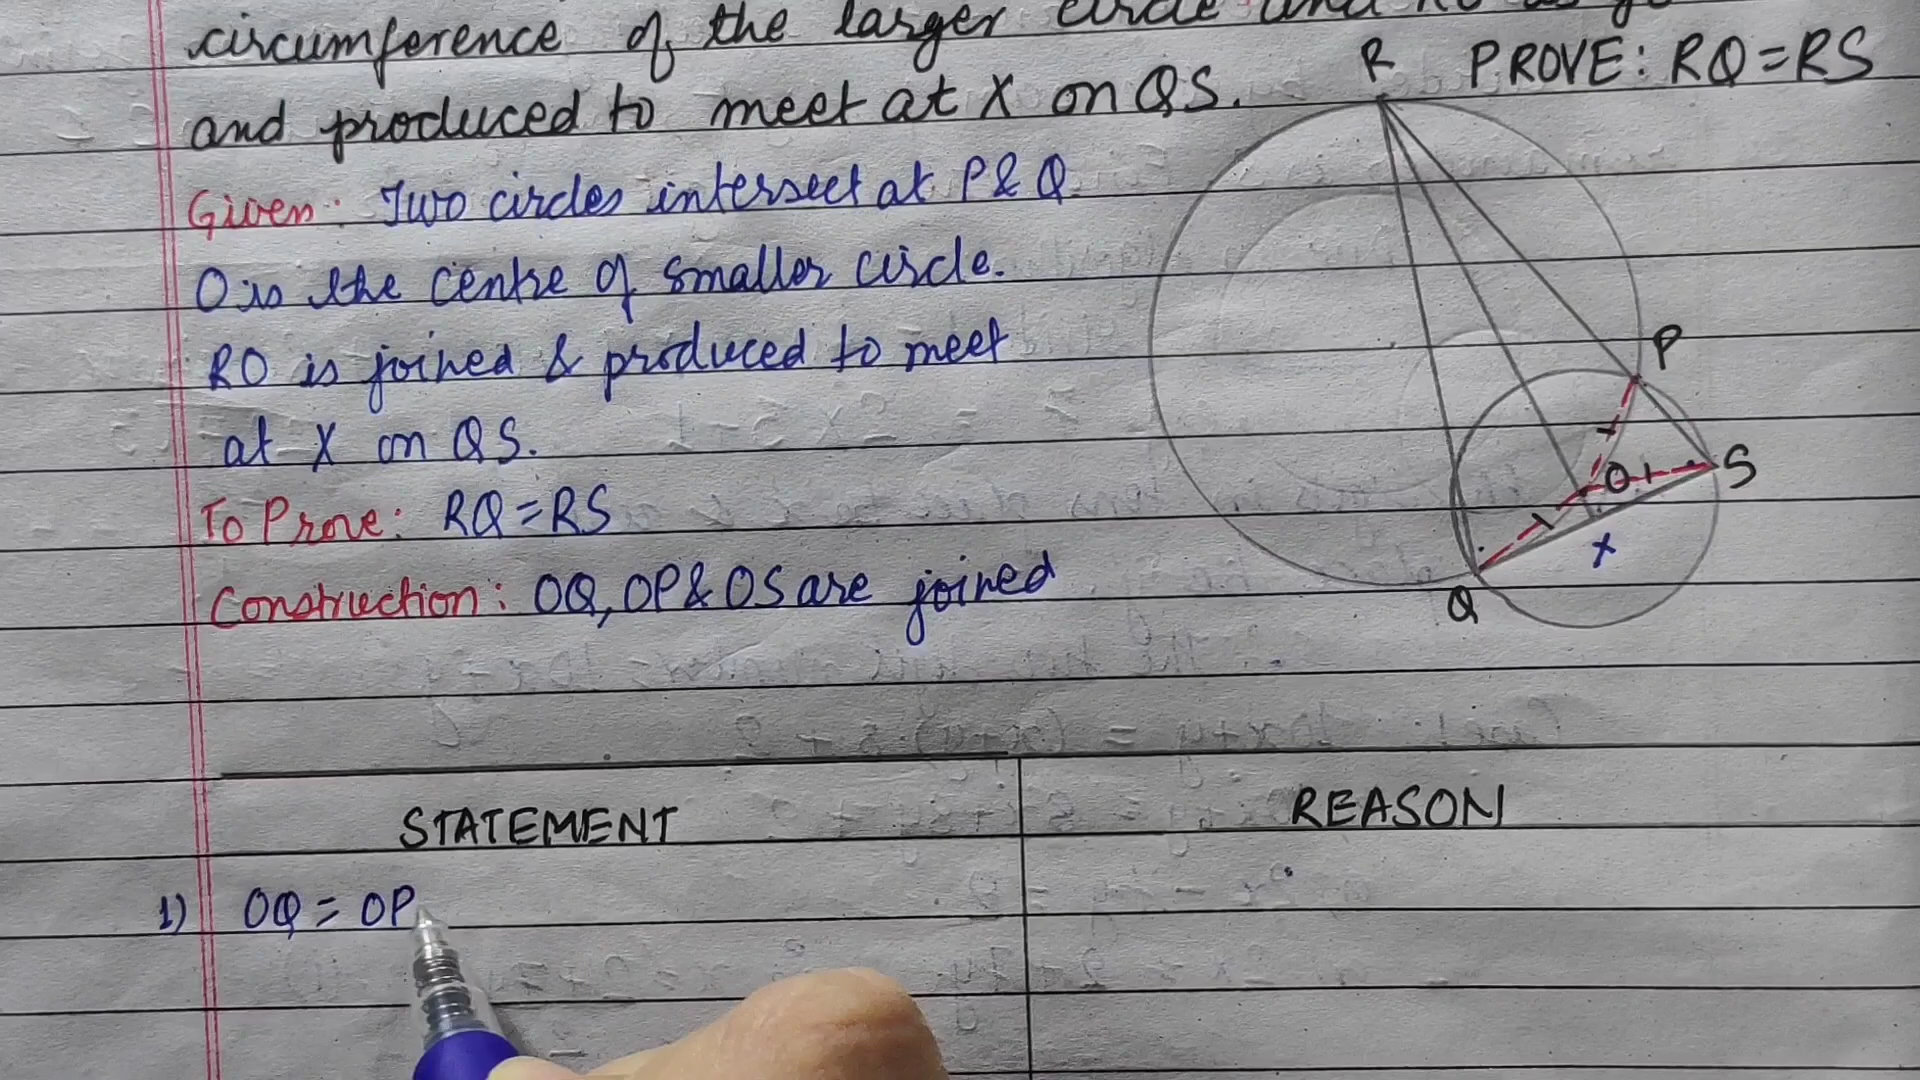 circumference of the larger circle and
and produced to meet at X on QS.
PROVE: RQ=RS
Given: Two circles intersect at P & Q
O is the centre of smaller circle.
RO is joined & produced to meet
at X on QS.
To Prove: RQ=RS
Construction: OQ, OP & OS are joined
R
P
O
S
X
Q
STATEMENT REASON
1) OQ = OP